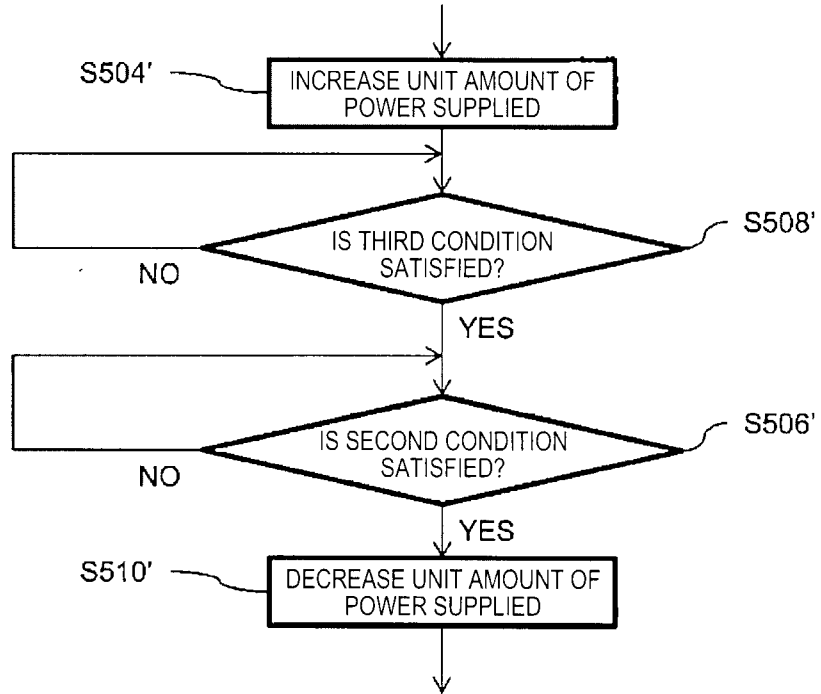 S504'
INCREASE UNIT AMOUNT OF
POWER SUPPLIED
IS THIRD CONDITION
SATISFIED?
S508'
NO
YES
IS SECOND CONDITION
SATISFIED?
S506'
NO
YES
S510'
DECREASE UNIT AMOUNT OF
POWER SUPPLIED